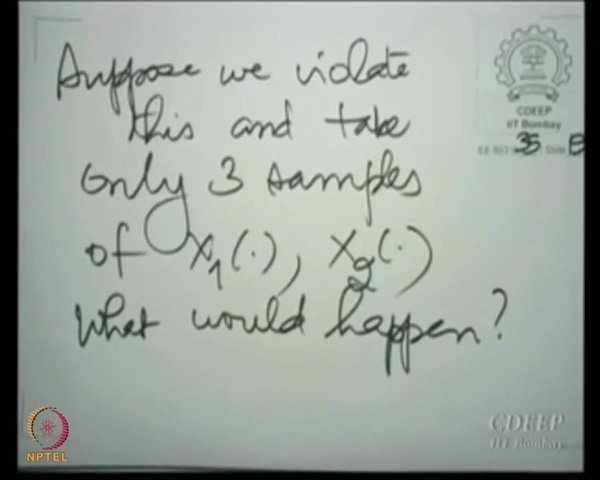 Suppose we violate
this and take
only 3 samples
of X₁(·), X₂(·)
What would happen?
CDEEP
IIT Bombay
35 E
CDEEP
IIT Bombay
NPTEL